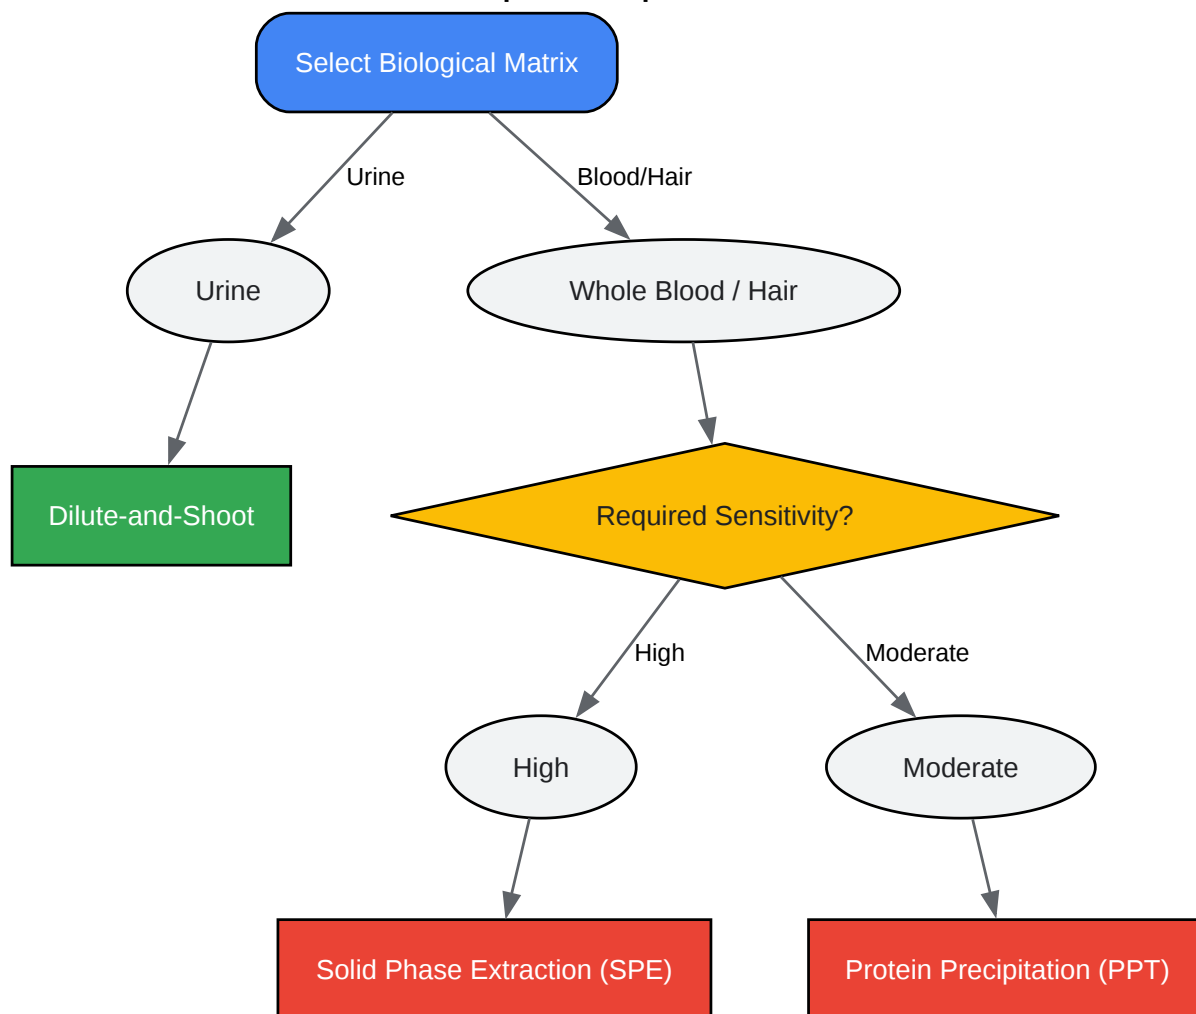 Select Biological Matrix
Urine
Blood/Hair
Urine
Whole Blood / Hair
Dilute-and-Shoot
Required Sensitivity?
High
Moderate
High
Moderate
Solid Phase Extraction (SPE)
Protein Precipitation (PPT)